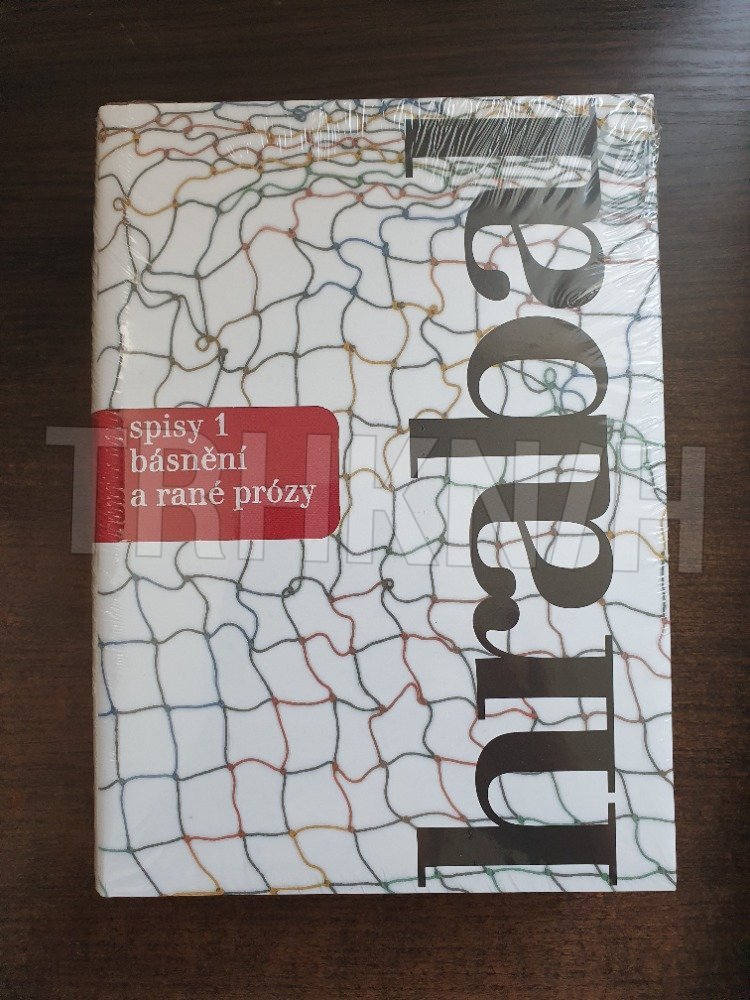 spisy 1
básnění
a rané prózy
hrabal
TRHKNIH